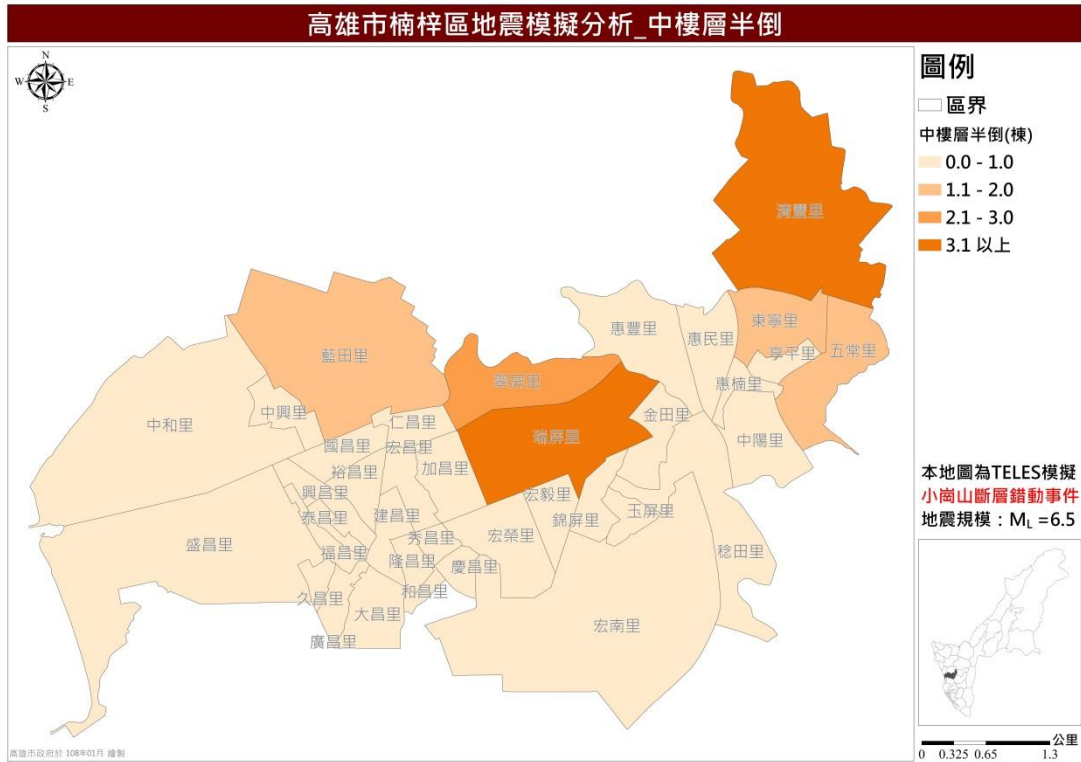 高雄市楠梓區地震模擬分析_中樓層半倒
N
W
E
S
圖例
區界
中樓層半倒(棟)
0.0 - 1.0
1.1 - 2.0
2.1 - 3.0
3.1 以上
清豐里
東寧里
惠豐里
惠民里
享平里
五常里
藍田里
翠屏里
惠楠里
中和里
中興里
仁昌里
金田里
瑞屏里
中陽里
國昌里
宏昌里
裕昌里
加昌里
興昌里
宏毅里
泰昌里
建昌里
錦屏里
玉屏里
盛昌里
秀昌里
宏榮里
福昌里
隆昌里
慶昌里
稔田里
久昌里
和昌里
大昌里
宏南里
廣昌里
本地圖為TELES模擬
小崗山斷層錯動事件
地震規模：ML =6.5
公里
0 0.325 0.65 1.3
高雄市政府於 108年01月 繪製